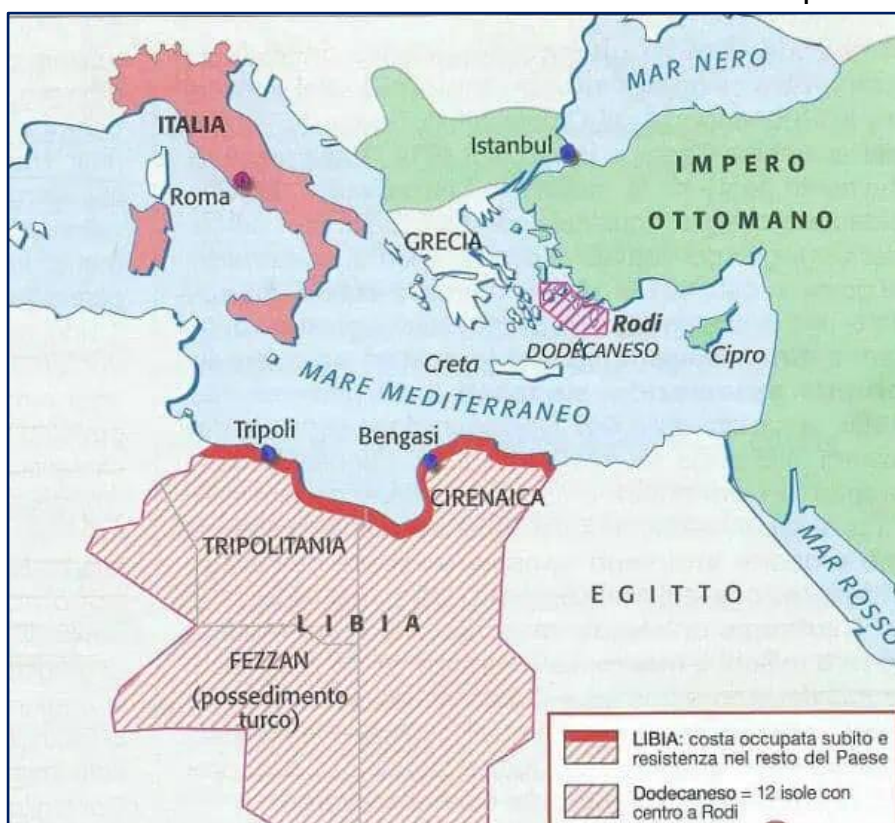 MAR NERO
ITALIA
Istanbul
IMPERO
OTTOMANO
Roma
GRECIA
Rodi
DODECANESO
Cipro
Creta
MARE MEDITERRANEO
Tripoli
Bengasi
CIRENAICA
TRIPOLITANIA
MAR ROSSO
EGITTO
LIBIA
FEZZAN
(possedimento
turco)
LIBIA: costa occupata subito e
resistenza nel resto del Paese
Dodecaneso = 12 isole con
centro a Rodi